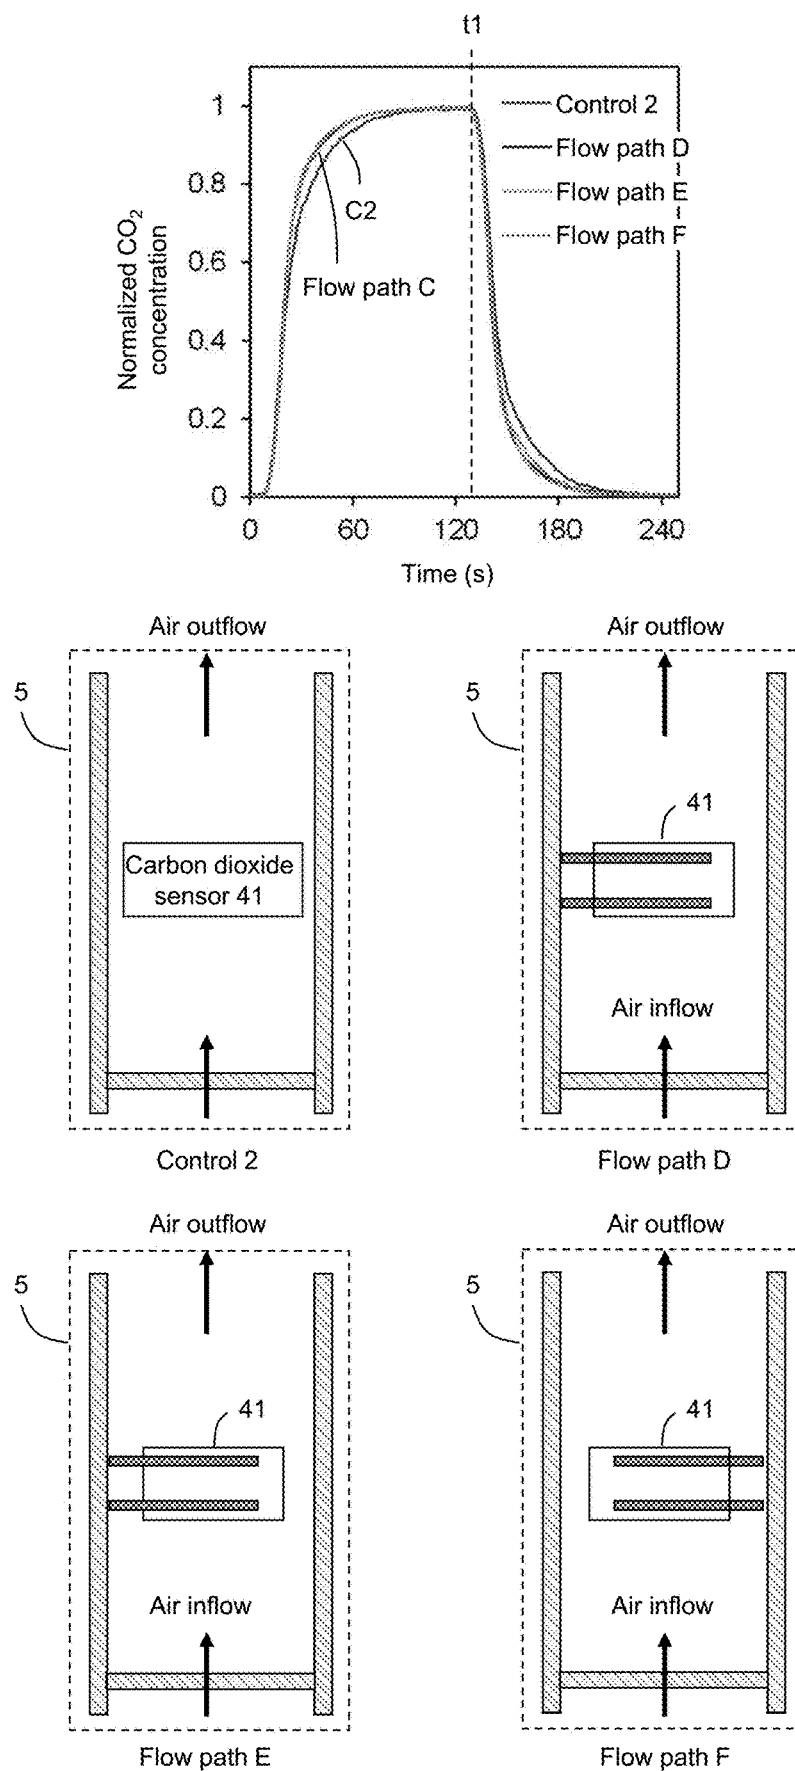 t1
Control 2
Flow path D
Flow path E
Flow path F
C2
Flow path C
Normalized CO₂
concentration
1
0.8
0.6
0.4
0.2
0
0 60 120 180 240
Time (s)
Air outflow
5
Carbon dioxide
sensor 41
Control 2
Air outflow
5
41
Air inflow
Flow path D
Air outflow
5
41
Air inflow
Flow path E
Air outflow
5
41
Air inflow
Flow path F